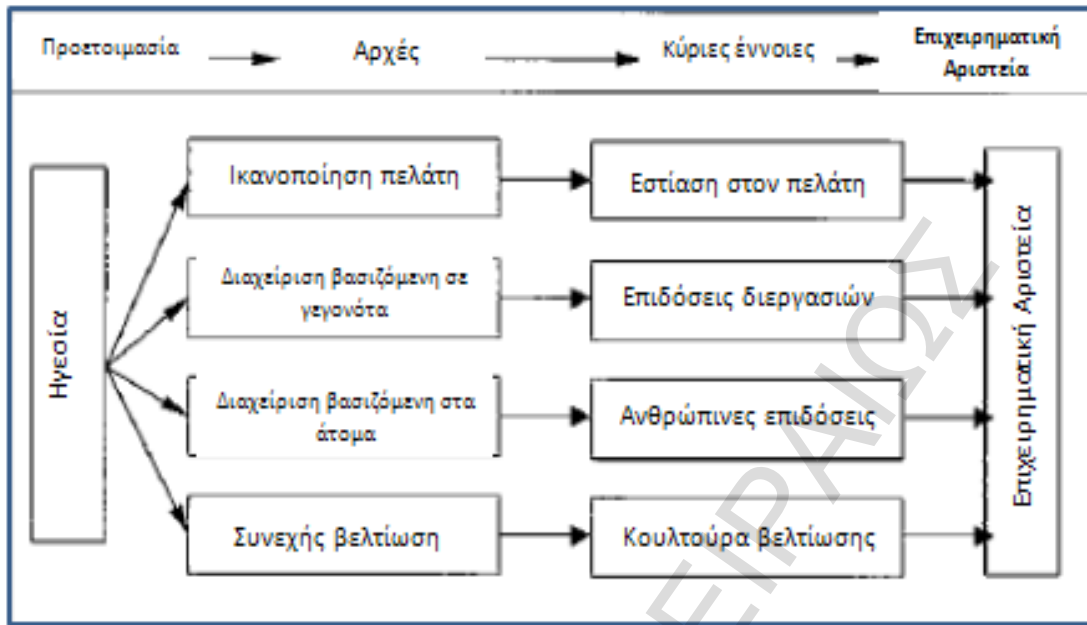 Προετοιμασία
Αρχές
Κύριες έννοιες
Επιχειρηματική
Αριστεία
Ηγεσία
Ικανοποίηση πελάτη
Εστίαση στον πελάτη
Διαχείριση βασιζόμενη σε
γεγονότα
Επιδόσεις διεργασιών
Διαχείριση βασιζόμενη στα
άτομα
Ανθρώπινες επιδόσεις
Συνεχής βελτίωση
Κουλτούρα βελτίωσης
Επιχειρηματική Αριστεία
ΕΙΡΑΙΩΣ